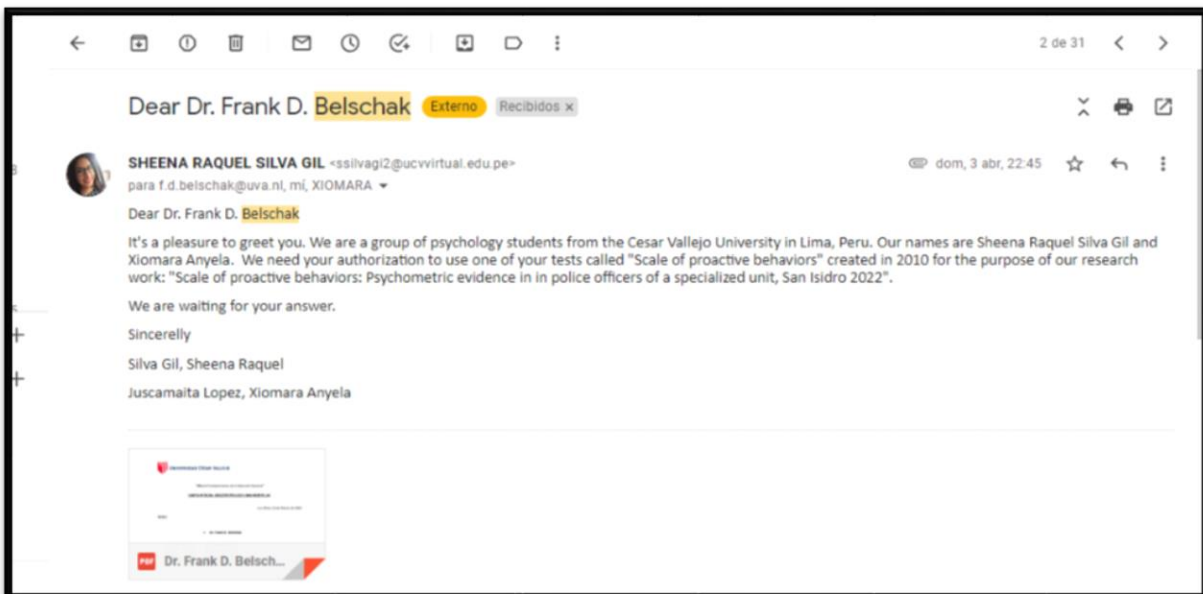 2 de 31
Dear Dr. Frank D. Belschak Externo Recibidos ×
SHEENA RAQUEL SILVA GIL <ssilvagi2@ucvvirtual.edu.pe> dom, 3 abr, 22:45
para f.d.belschak@uva.nl, mí, XIOMARA
Dear Dr. Frank D. Belschak
It's a pleasure to greet you. We are a group of psychology students from the Cesar Vallejo University in Lima, Peru. Our names are Sheena Raquel Silva Gil and
Xiomara Anyela. We need your authorization to use one of your tests called "Scale of proactive behaviors" created in 2010 for the purpose of our research
work: "Scale of proactive behaviors: Psychometric evidence in in police officers of a specialized unit, San Isidro 2022".
We are waiting for your answer.
Sincerelly
Silva Gil, Sheena Raquel
Juscamaita Lopez, Xiomara Anyela
UNIVERSIDAD CÉSAR VALLEJO
PDF Dr. Frank D. Belsch...